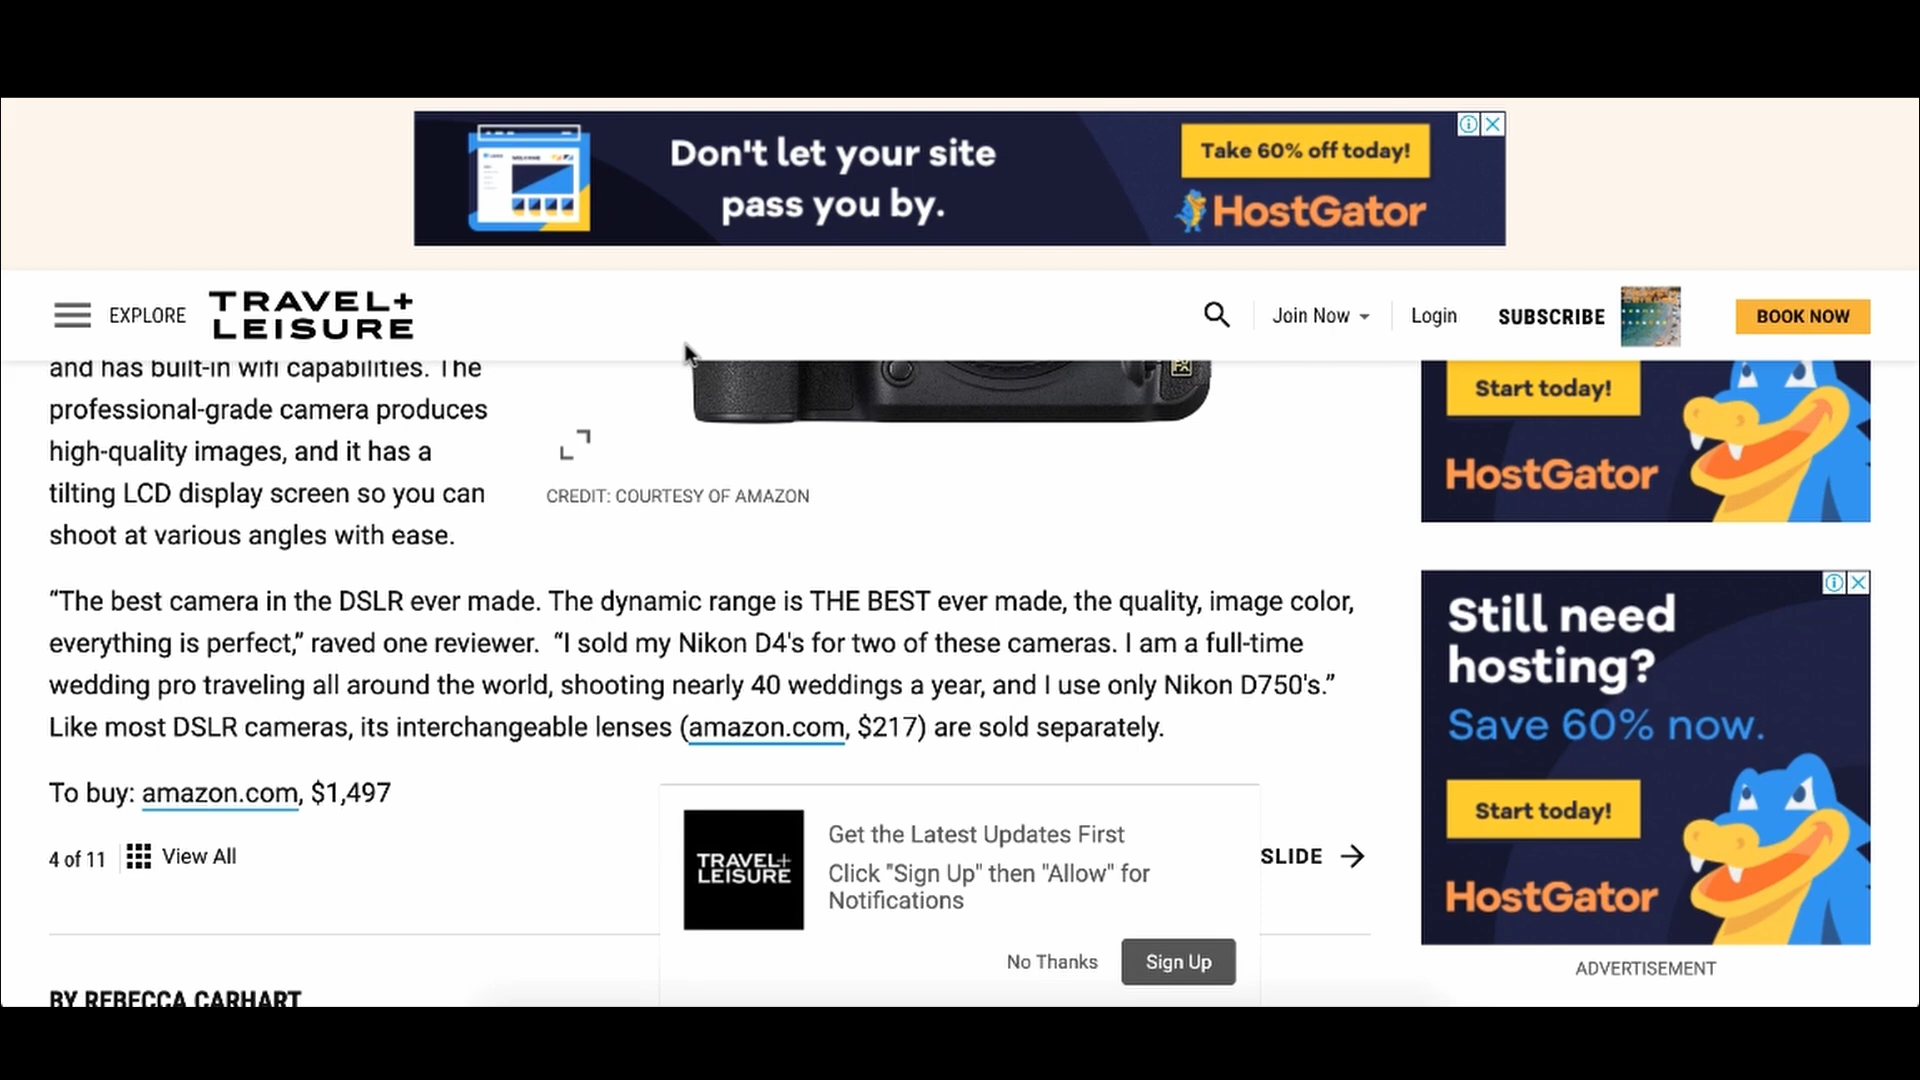 Don't let your site
pass you by.
Take 60% off today!
HostGator
EXPLORE
TRAVEL+
LEISURE
Join Now
Login
SUBSCRIBE
BOOK NOW
and has built-in wifi capabilities. The
professional-grade camera produces
high-quality images, and it has a
tilting LCD display screen so you can
shoot at various angles with ease.
FX
CREDIT: COURTESY OF AMAZON
Start today!
HostGator
“The best camera in the DSLR ever made. The dynamic range is THE BEST ever made, the quality, image color,
everything is perfect,” raved one reviewer. “I sold my Nikon D4's for two of these cameras. I am a full-time
wedding pro traveling all around the world, shooting nearly 40 weddings a year, and I use only Nikon D750's.”
Like most DSLR cameras, its interchangeable lenses (amazon.com, $217) are sold separately.
To buy: amazon.com, $1,497
4 of 11
View All
SLIDE
TRAVEL+
LEISURE
Get the Latest Updates First
Click "Sign Up" then "Allow" for
Notifications
No Thanks
Sign Up
Still need
hosting?
Save 60% now.
Start today!
HostGator
ADVERTISEMENT
BY REBECCA CARHART